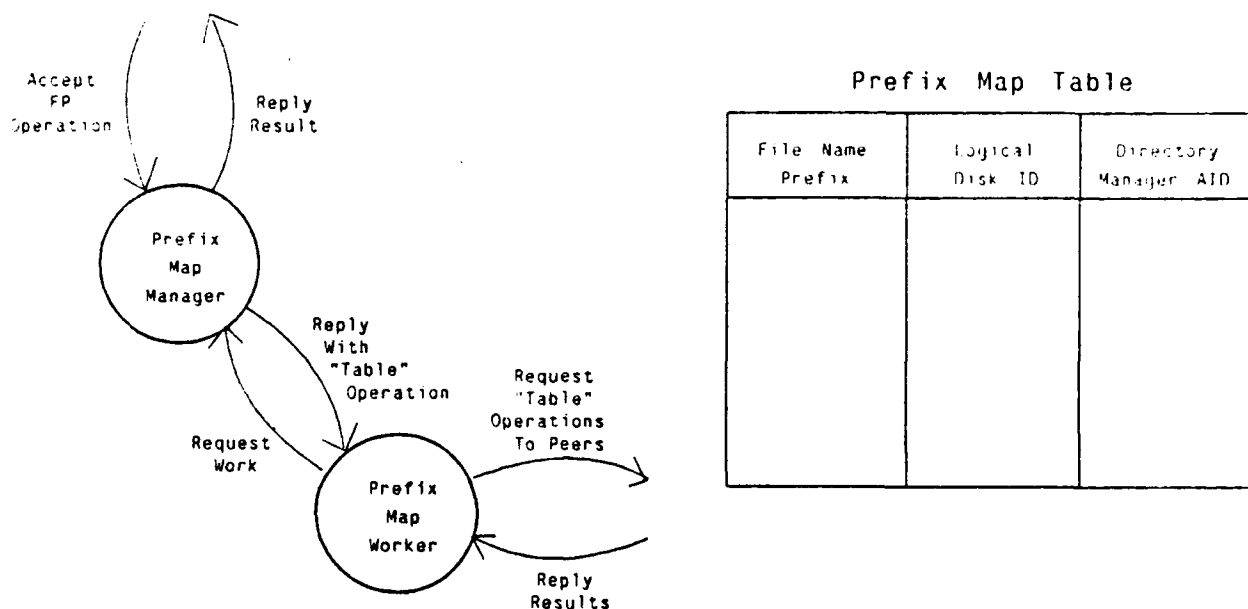 Accept
FP
Operation
Reply
Result
Prefix
Map
Manager
Reply
With
"Table"
Operation
Request
Work
Request
"Table"
Operations
To Peers
Prefix
Map
Worker
Reply
Results
Prefix Map Table
File Name
Prefix
Logical
Disk ID
Directory
Manager AID